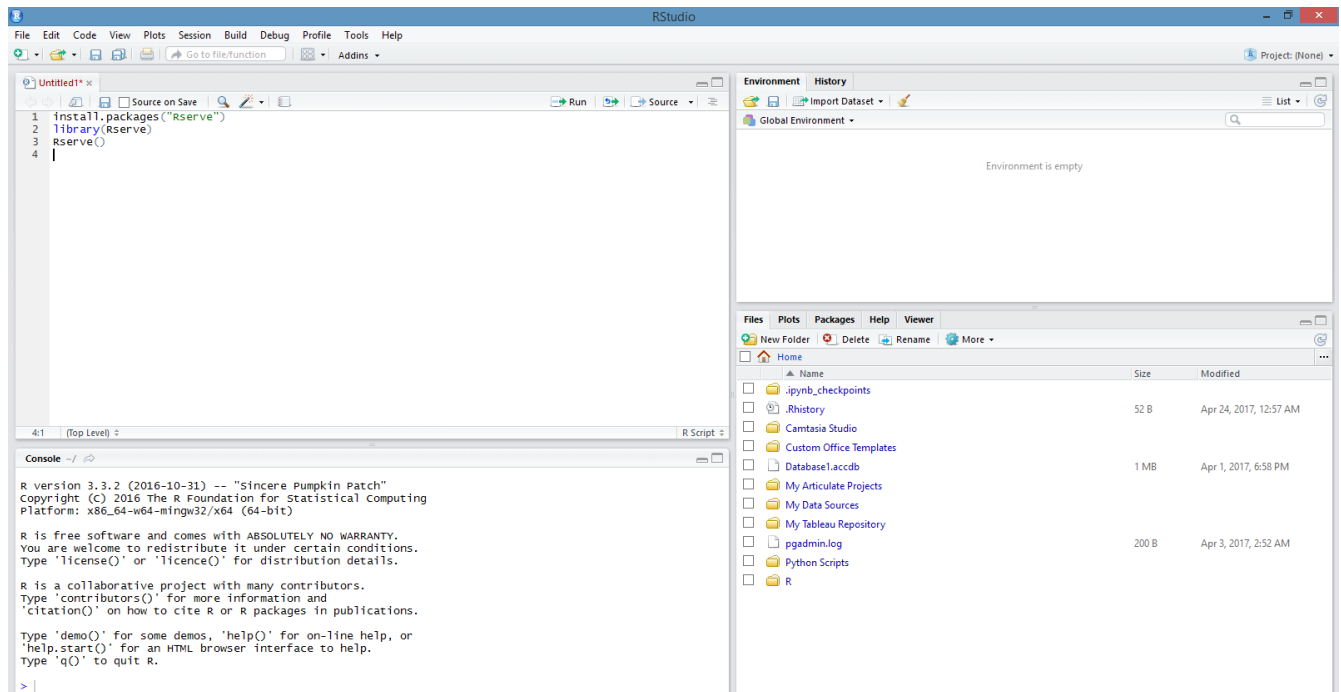 RStudio
File Edit Code View Plots Session Build Debug Profile Tools Help
Go to file/function Addins Project: (None)
Untitled1*
Source on Save Run Source
1 install.packages("Rserve")
2 library(Rserve)
3 Rserve()
4
4:1 (Top Level) R Script
Console ~/
R version 3.3.2 (2016-10-31) -- "Sincere Pumpkin Patch"
Copyright (C) 2016 The R Foundation for Statistical Computing
Platform: x86_64-w64-mingw32/x64 (64-bit)
R is free software and comes with ABSOLUTELY NO WARRANTY.
You are welcome to redistribute it under certain conditions.
Type 'license()' or 'licence()' for distribution details.
R is a collaborative project with many contributors.
Type 'contributors()' for more information and
'citation()' on how to cite R or R packages in publications.
Type 'demo()' for some demos, 'help()' for on-line help, or
'help.start()' for an HTML browser interface to help.
Type 'q()' to quit R.
>
Environment History
Import Dataset List
Global Environment
Environment is empty
Files Plots Packages Help Viewer
New Folder Delete Rename More
Home
Name Size Modified
.ipynb_checkpoints
.Rhistory 52 B Apr 24, 2017, 12:57 AM
Camtasia Studio
Custom Office Templates
Database1.accdb 1 MB Apr 1, 2017, 6:58 PM
My Articulate Projects
My Data Sources
My Tableau Repository
pgadmin.log 200 B Apr 3, 2017, 2:52 AM
Python Scripts
R